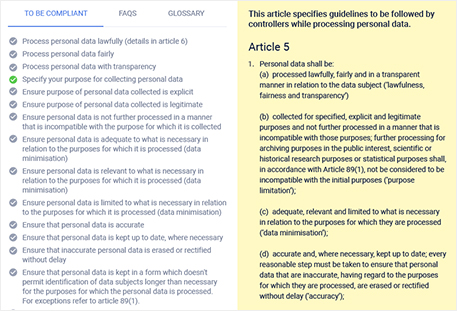 TO BE COMPLIANT
FAQS
GLOSSARY
Process personal data lawfully (details in article 6)
Process personal data fairly
Process personal data with transparency
Specify your purpose for collecting personal data
Ensure purpose of personal data collected is explicit
Ensure purpose of personal data collected is legitimate
Ensure personal data is not further processed in a manner
that is incompatible with the purpose for which it is collected
Ensure personal data is adequate to what is necessary in
relation to the purposes for which it is processed (data
minimisation)
Ensure personal data is relevant to what is necessary in
relation to the purposes for which it is processed (data
minimisation)
Ensure personal data is limited to what is necessary in relation
to the purposes for which it is processed (data minimisation)
Ensure that personal data is accurate
Ensure that personal data is kept up to date, where necessary
Ensure that inaccurate personal data is erased or rectified
without delay
Ensure that personal data is kept in a form which doesn't
permit identification of data subjects longer than necessary
for the purposes for which the personal data is processed.
For exceptions refer to article 89(1).
This article specifies guidelines to be followed by
controllers while processing personal data.
Article 5
1. Personal data shall be:
(a) processed lawfully, fairly and in a transparent
manner in relation to the data subject ('lawfulness,
fairness and transparency')
(b) collected for specified, explicit and legitimate
purposes and not further processed in a manner that is
incompatible with those purposes; further processing for
archiving purposes in the public interest, scientific or
historical research purposes or statistical purposes shall,
in accordance with Article 89(1), not be considered to be
incompatible with the initial purposes ('purpose
limitation');
(c) adequate, relevant and limited to what is necessary
in relation to the purposes for which they are processed
('data minimisation');
(d) accurate and, where necessary, kept up to date; every
reasonable step must be taken to ensure that personal
data that are inaccurate, having regard to the purposes
for which they are processed, are erased or rectified
without delay ('accuracy');